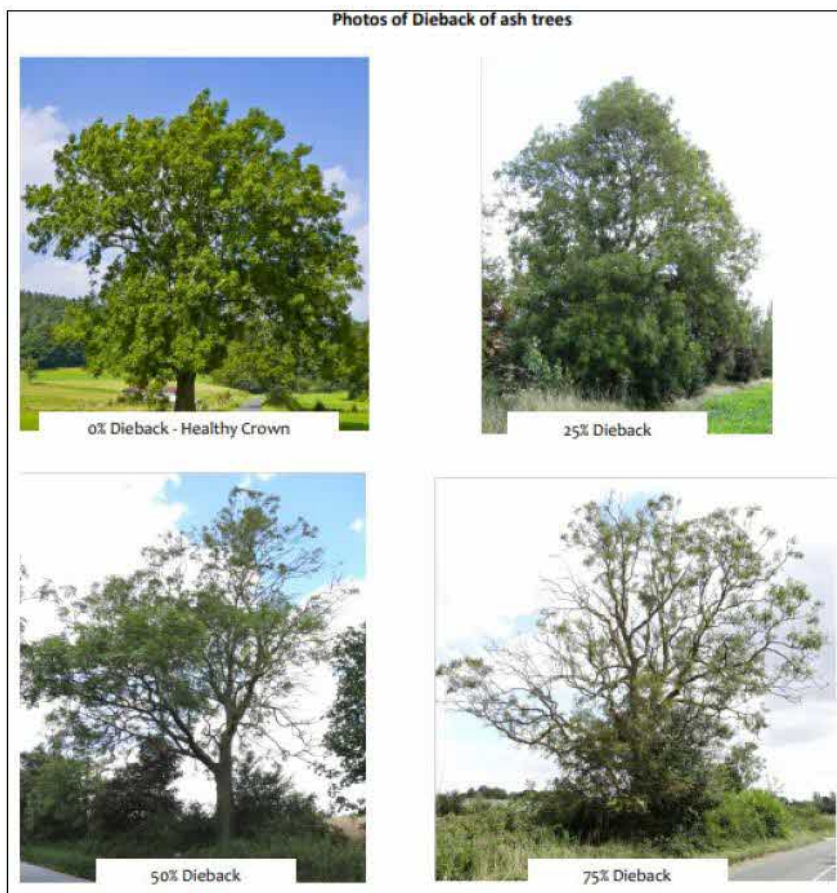 Photos of Dieback of ash trees
0% Dieback - Healthy Crown
25% Dieback
50% Dieback
75% Dieback